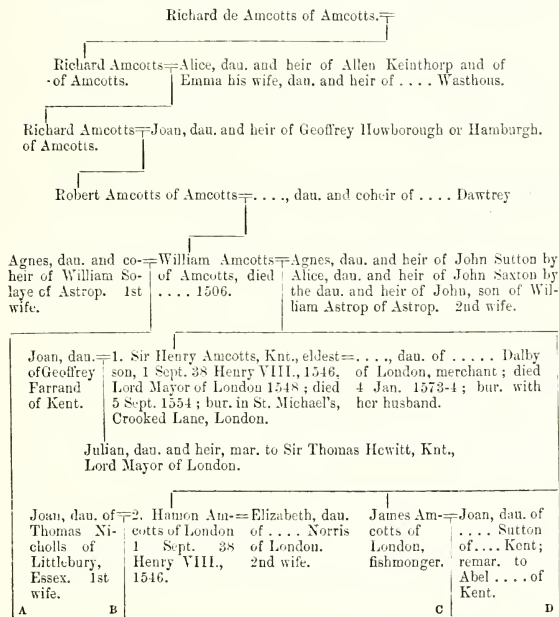 Richard de Amcotts of Amcotts.
Richard Amcotts
of Amcotts.
Alice, dau. and heir of Allen Keinthorp and of
Emma his wife, dau. and heir of . . . . Wasthous.
Richard Amcotts
of Amcotts.
Joan, dau. and heir of Geoffrey Howborough or Hamburgh.
Robert Amcotts of Amcotts
. . . ., dau. and coheir of . . . . Dawtrey
Agnes, dau. and co-
heir of William So-
laye of Astrop. 1st
wife.
William Amcotts
of Amcotts, died
. . . . 1506.
Agnes, dau. and heir of John Sutton by
Alice, dau. and heir of John Saxton by
the dau. and heir of John, son of Wil-
liam Astrop of Astrop. 2nd wife.
Joan, dau.
of Geoffrey
Farrand
of Kent.
1. Sir Henry Amcotts, Knt., eldest
son, 1 Sept. 38 Henry VIII., 1546,
Lord Mayor of London 1548; died
5 Sept. 1554; bur. in St. Michael's,
Crooked Lane, London.
. . . ., dau. of . . . . . Dalby
of London, merchant; died
4 Jan. 1573-4; bur. with
her husband.
Julian, dau. and heir, mar. to Sir Thomas Hewitt, Knt.,
Lord Mayor of London.
Joan, dau. of
Thomas Ni-
cholls of
Littlebury,
Essex. 1st
wife.
2. Hamon Am-
cotts of London
1 Sept. 38
Henry VIII.,
1546.
Elizabeth, dau.
of . . . . Norris
of London.
2nd wife.
James Am-
cotts of
London,
fishmonger.
Joan, dau. of
. . . . Sutton
of . . . . Kent;
remar. to
Abel . . . . of
Kent.
A B C D